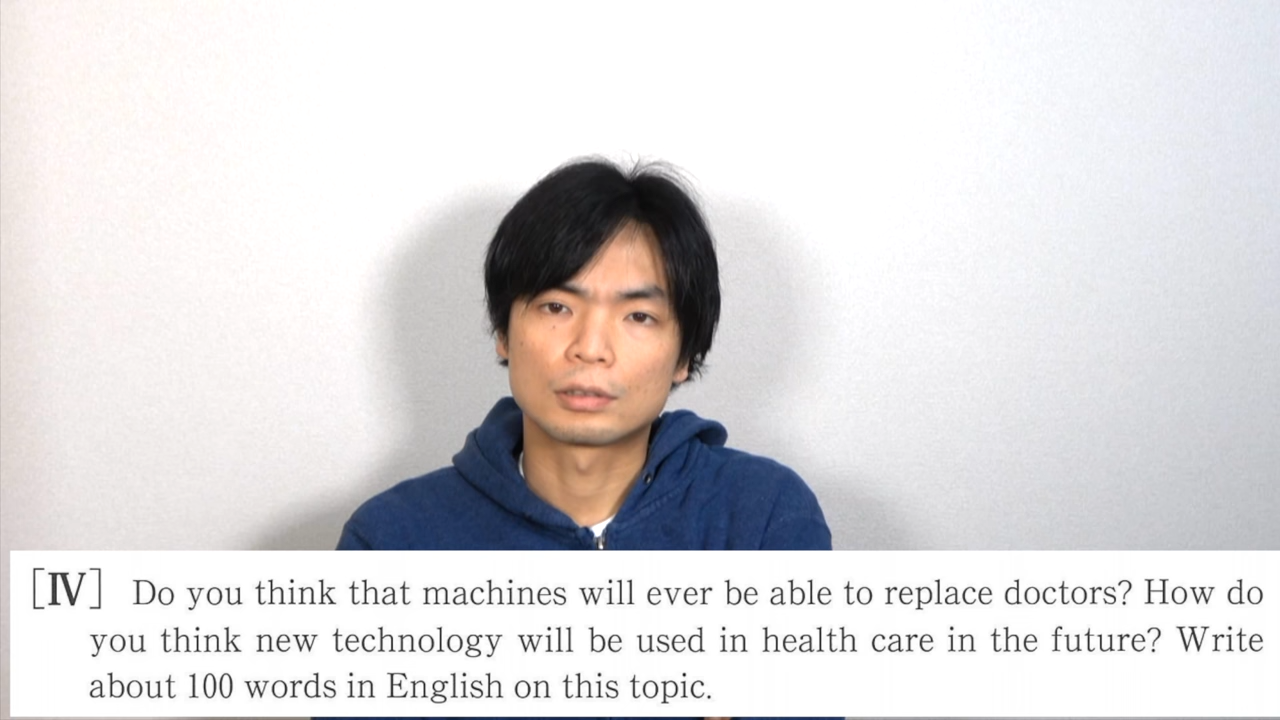 [Ⅳ] Do you think that machines will ever be able to replace doctors? How do
you think new technology will be used in health care in the future? Write
about 100 words in English on this topic.